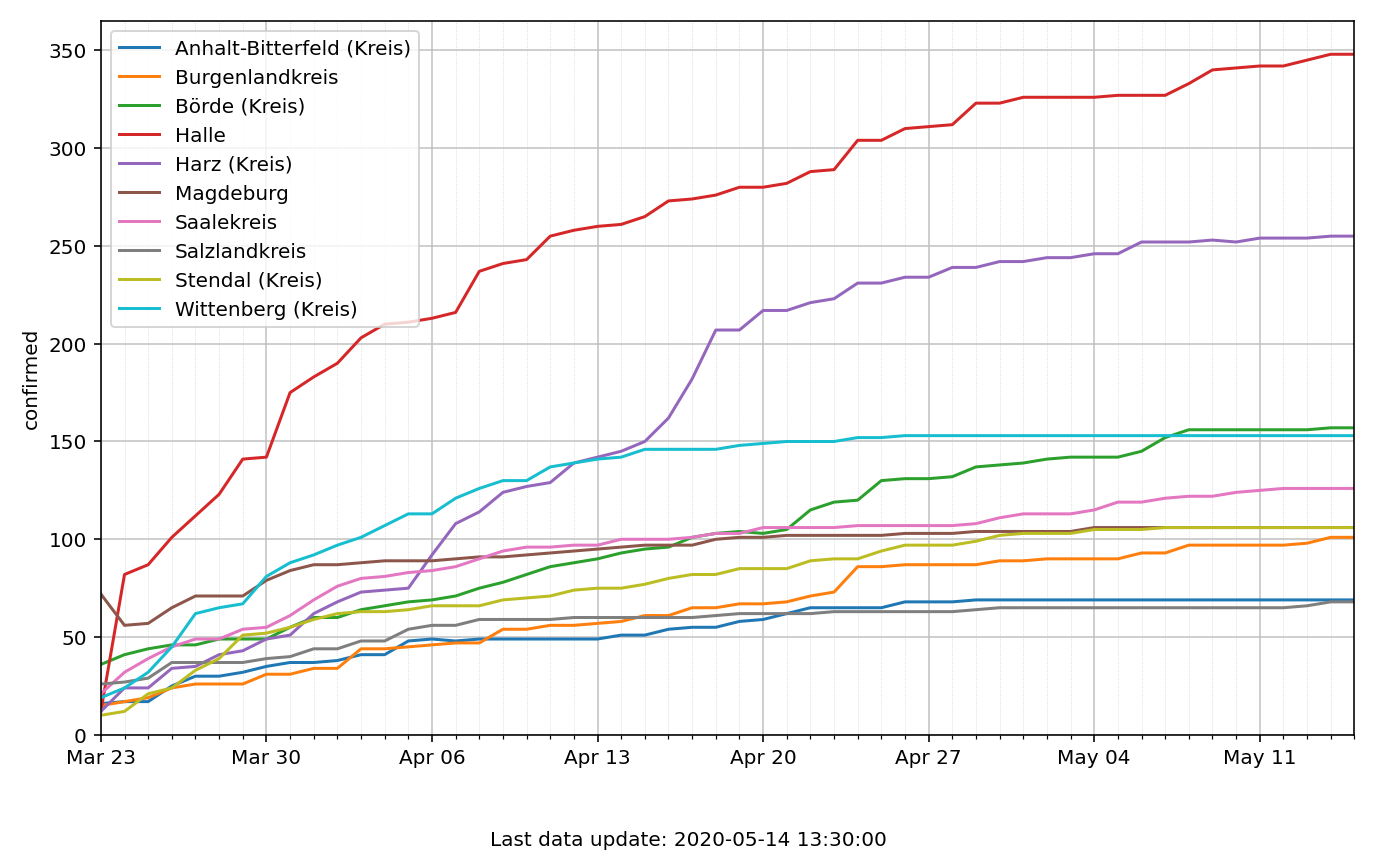 350
300
250
200
150
100
50
0
confirmed
Anhalt-Bitterfeld (Kreis)
Burgenlandkreis
Börde (Kreis)
Halle
Harz (Kreis)
Magdeburg
Saalekreis
Salzlandkreis
Stendal (Kreis)
Wittenberg (Kreis)
Mar 23 Mar 30 Apr 06 Apr 13 Apr 20 Apr 27 May 04 May 11
Last data update: 2020-05-14 13:30:00